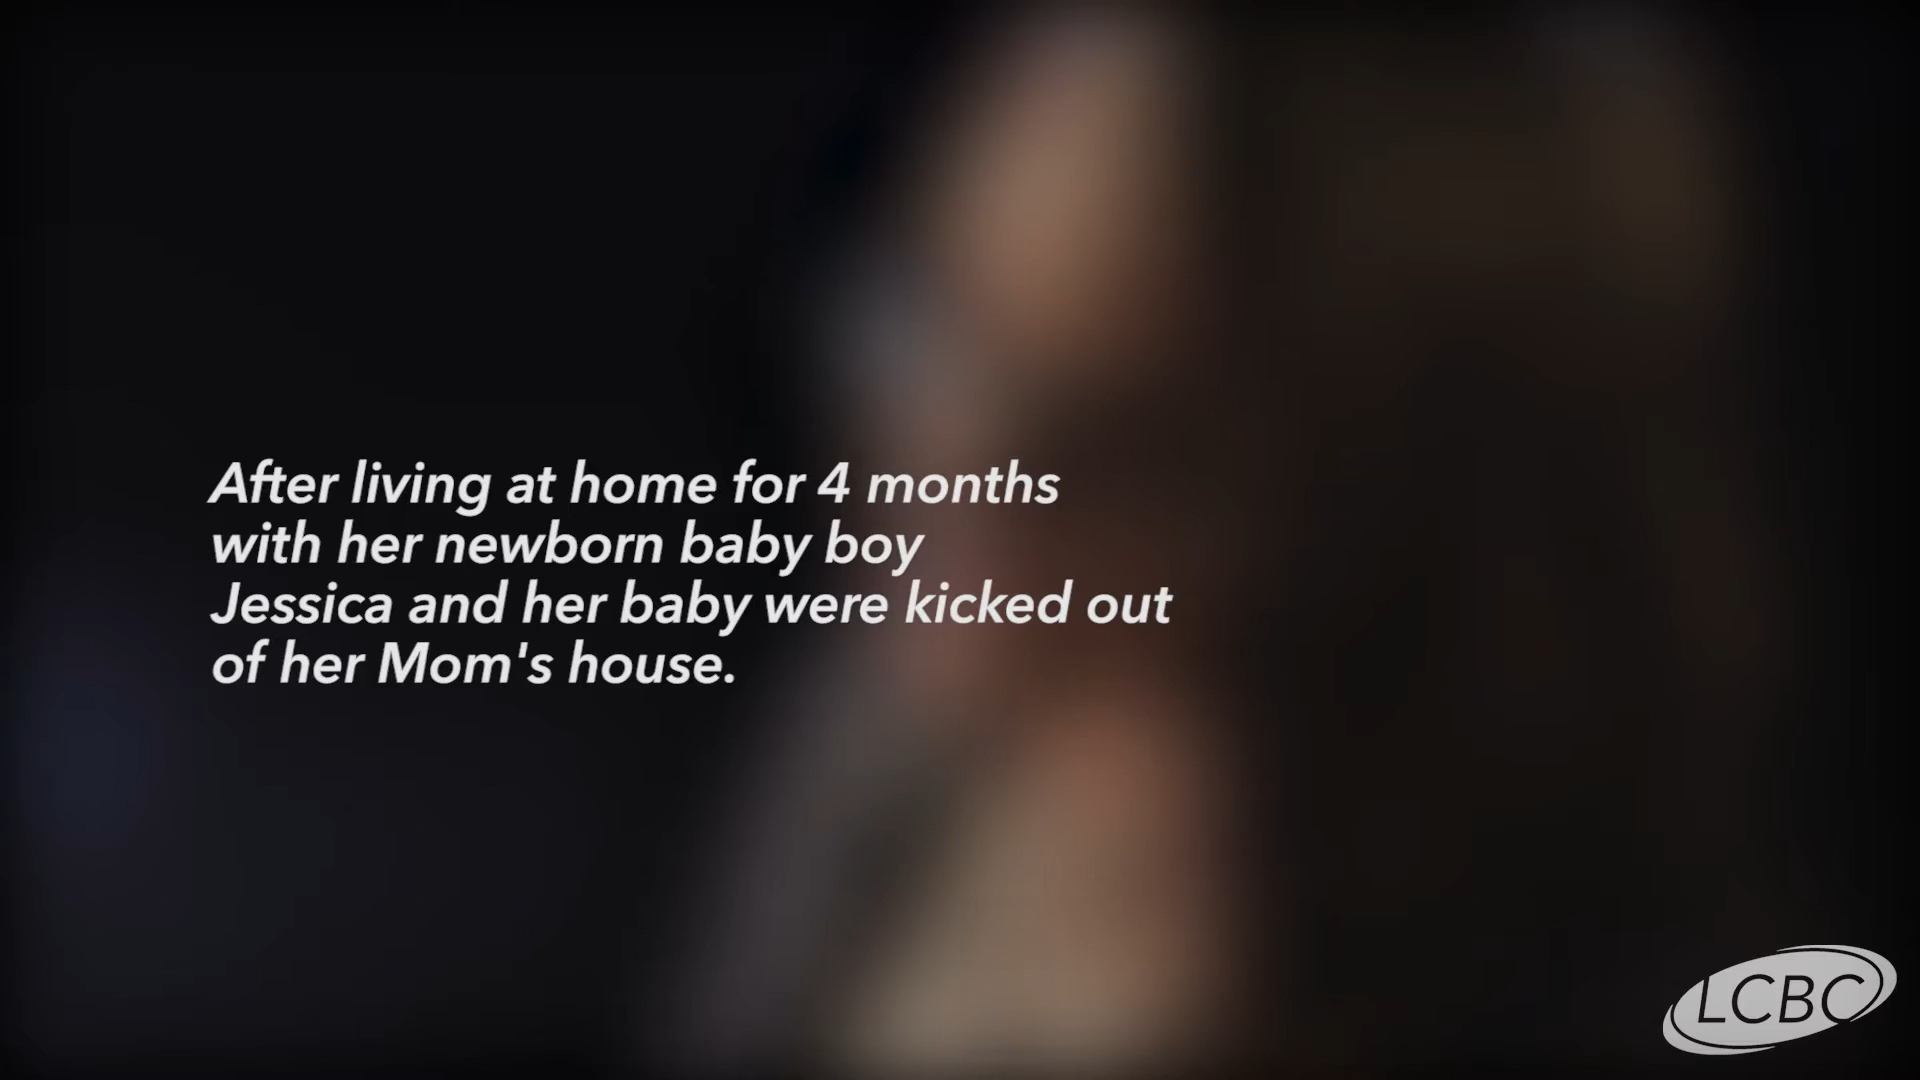 After living at home for 4 months
with her newborn baby boy
Jessica and her baby were kicked out
of her Mom's house.
LCBC